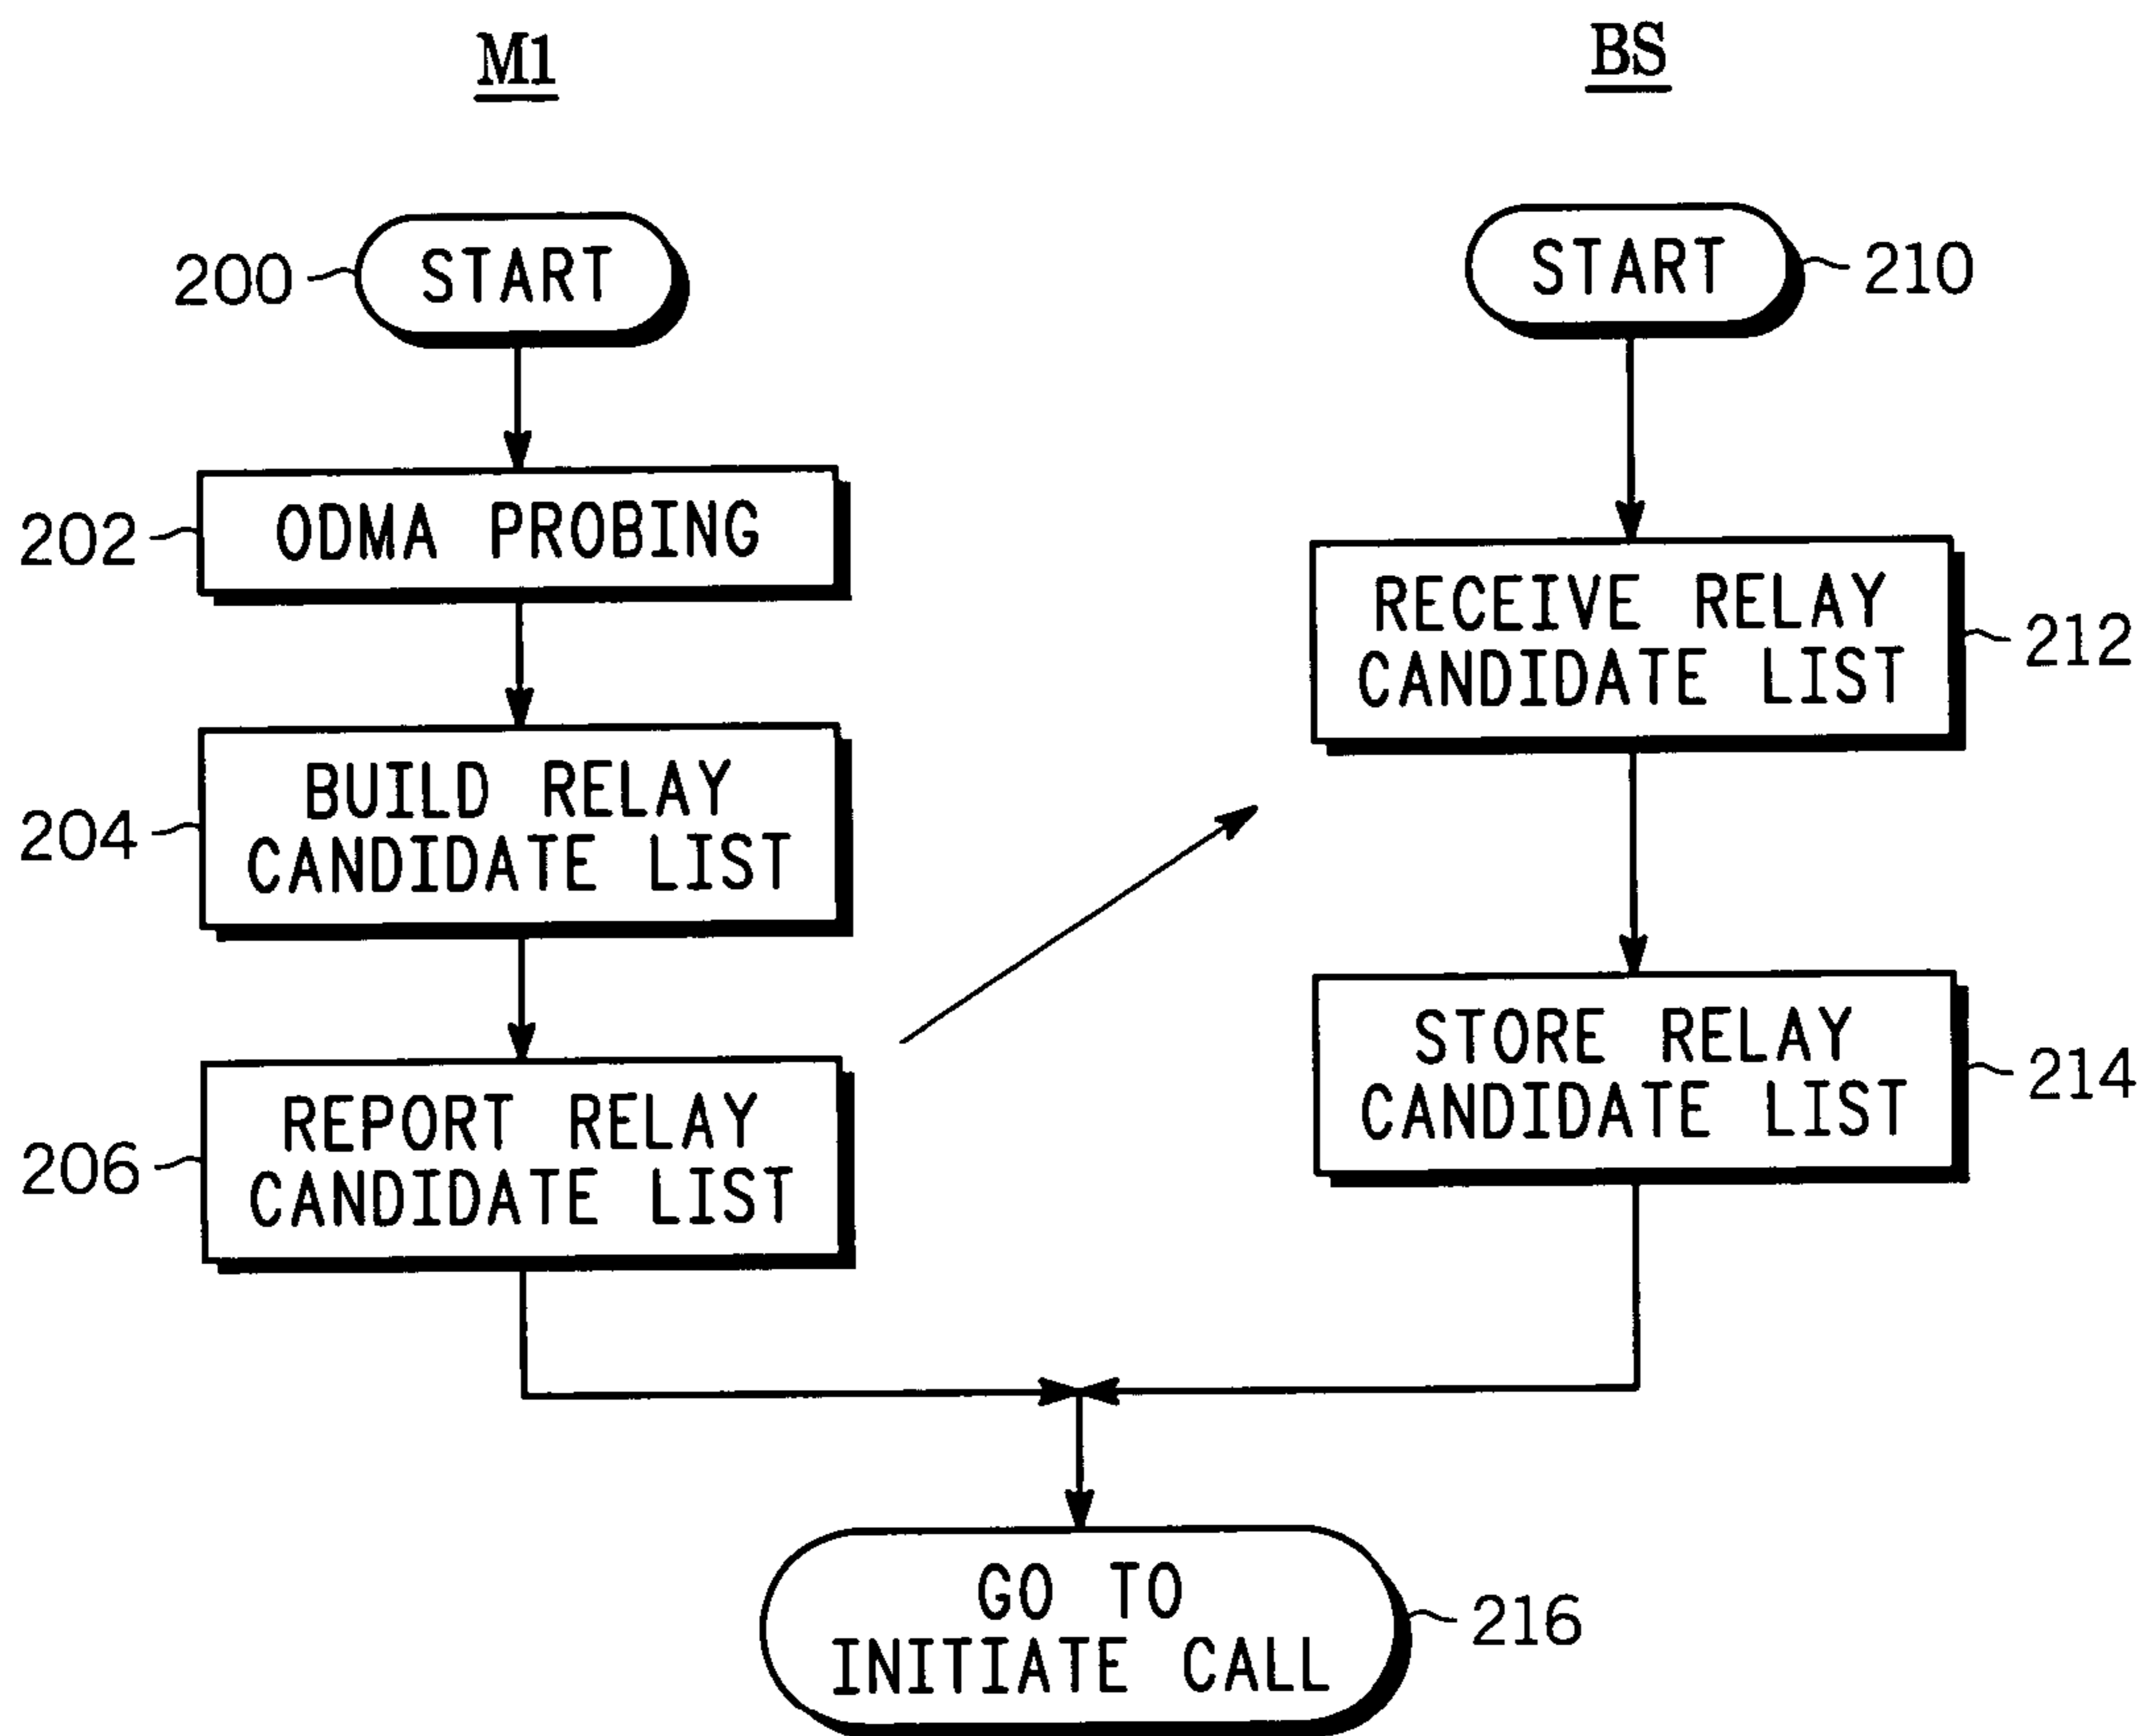 M1
BS
200
START
START
210
202
ODMA PROBING
RECEIVE RELAY
CANDIDATE LIST
212
204
BUILD RELAY
CANDIDATE LIST
206
REPORT RELAY
CANDIDATE LIST
STORE RELAY
CANDIDATE LIST
214
GO TO
INITIATE CALL
216